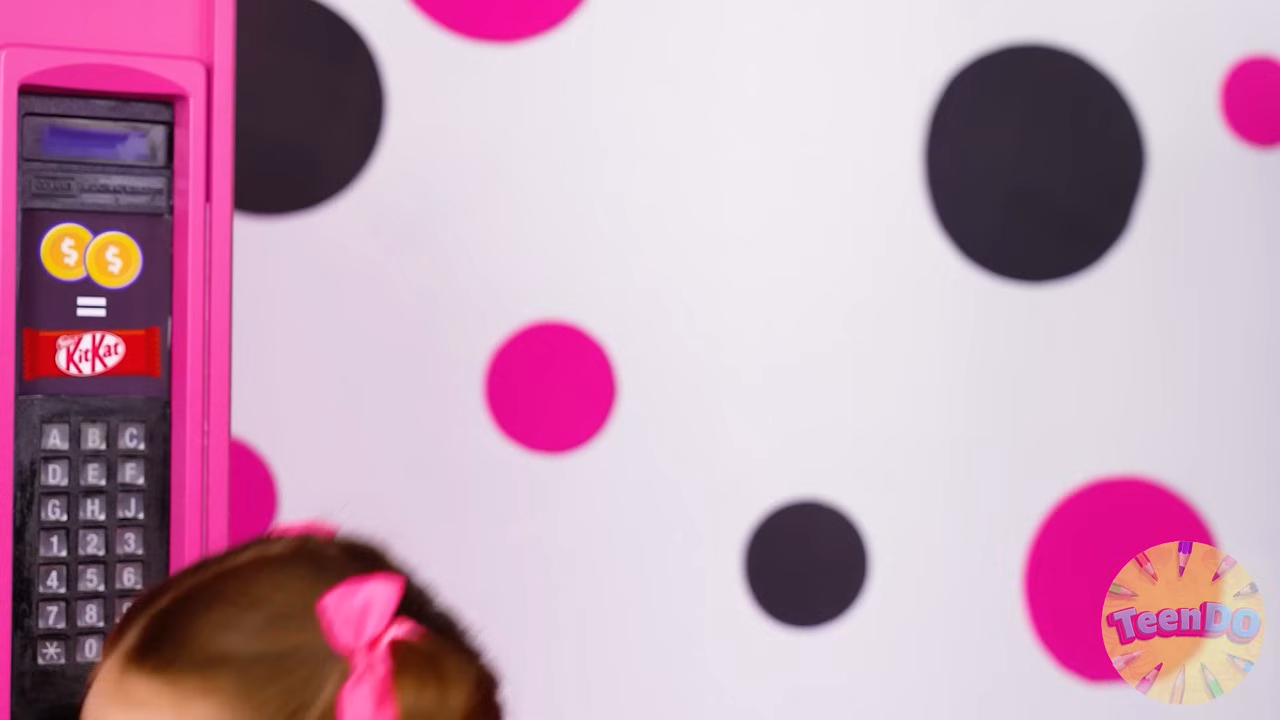 $ $
=
KitKat
A B C
D E F
G H J
1 2 3
4 5 6
7 8
* 0
TeenDO